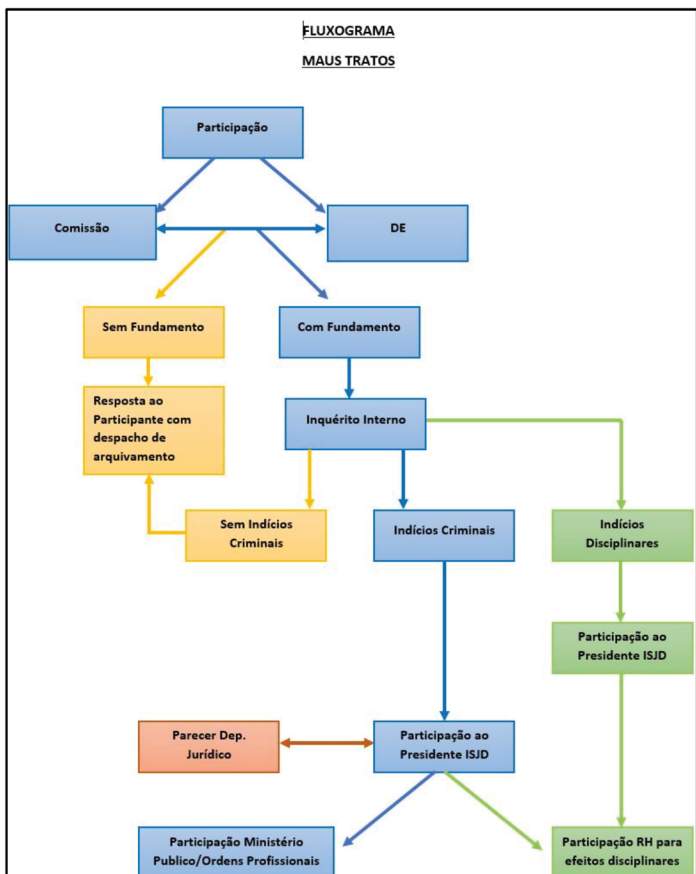 FLUXOGRAMA
MAUS TRATOS
Participação
Comissão
DE
Sem Fundamento
Com Fundamento
Resposta ao
Participante com
despacho de
arquivamento
Inquérito Interno
Sem Indícios
Criminais
Indícios Criminais
Indícios
Disciplinares
Participação ao
Presidente ISJD
Parecer Dep.
Jurídico
Participação ao
Presidente ISJD
Participação Ministério
Publico/Ordens Profissionais
Participação RH para
efeitos disciplinares